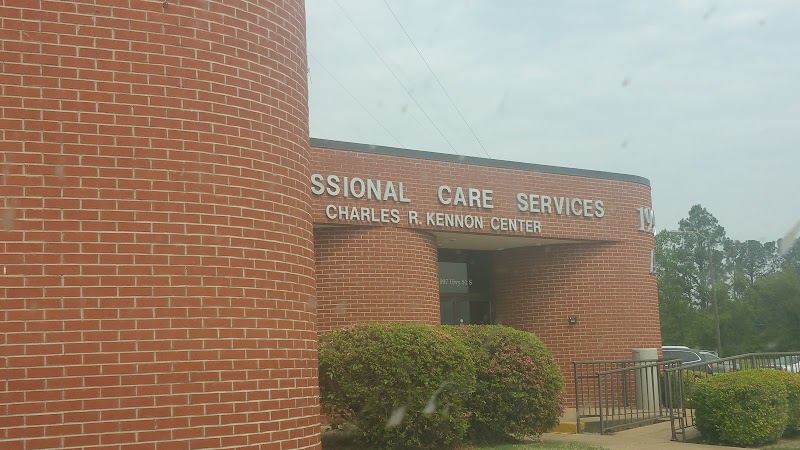 SSIONAL CARE SERVICES
CHARLES R. KENNON CENTER